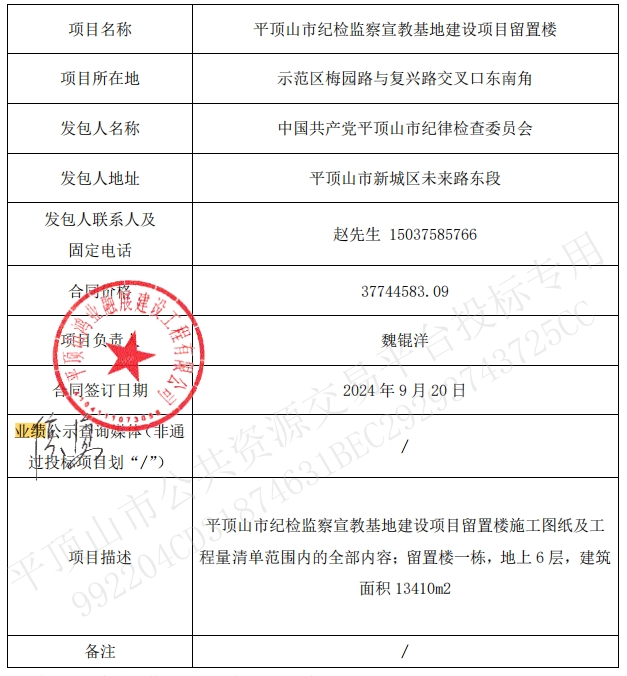 项目名称
平顶山市纪检监察宣教基地建设项目留置楼
项目所在地
示范区梅园路与复兴路交叉口东南角
发包人名称
中国共产党平顶山市纪律检查委员会
发包人地址
平顶山市新城区未来路东段
发包人联系人及
固定电话
赵先生 15037585766
合同价格
37744583.09
项目负责人
魏锟洋
合同签订日期
2024 年 9 月 20 日
业绩公示查询媒体（非通
过投标项目划“/”）
/
项目描述
平顶山市纪检监察宣教基地建设项目留置楼施工图纸及工
程量清单范围内的全部内容；留置楼一栋，地上 6 层，建筑
面积 13410m2
备注
/
平顶山市公共资源交易平台投标专用